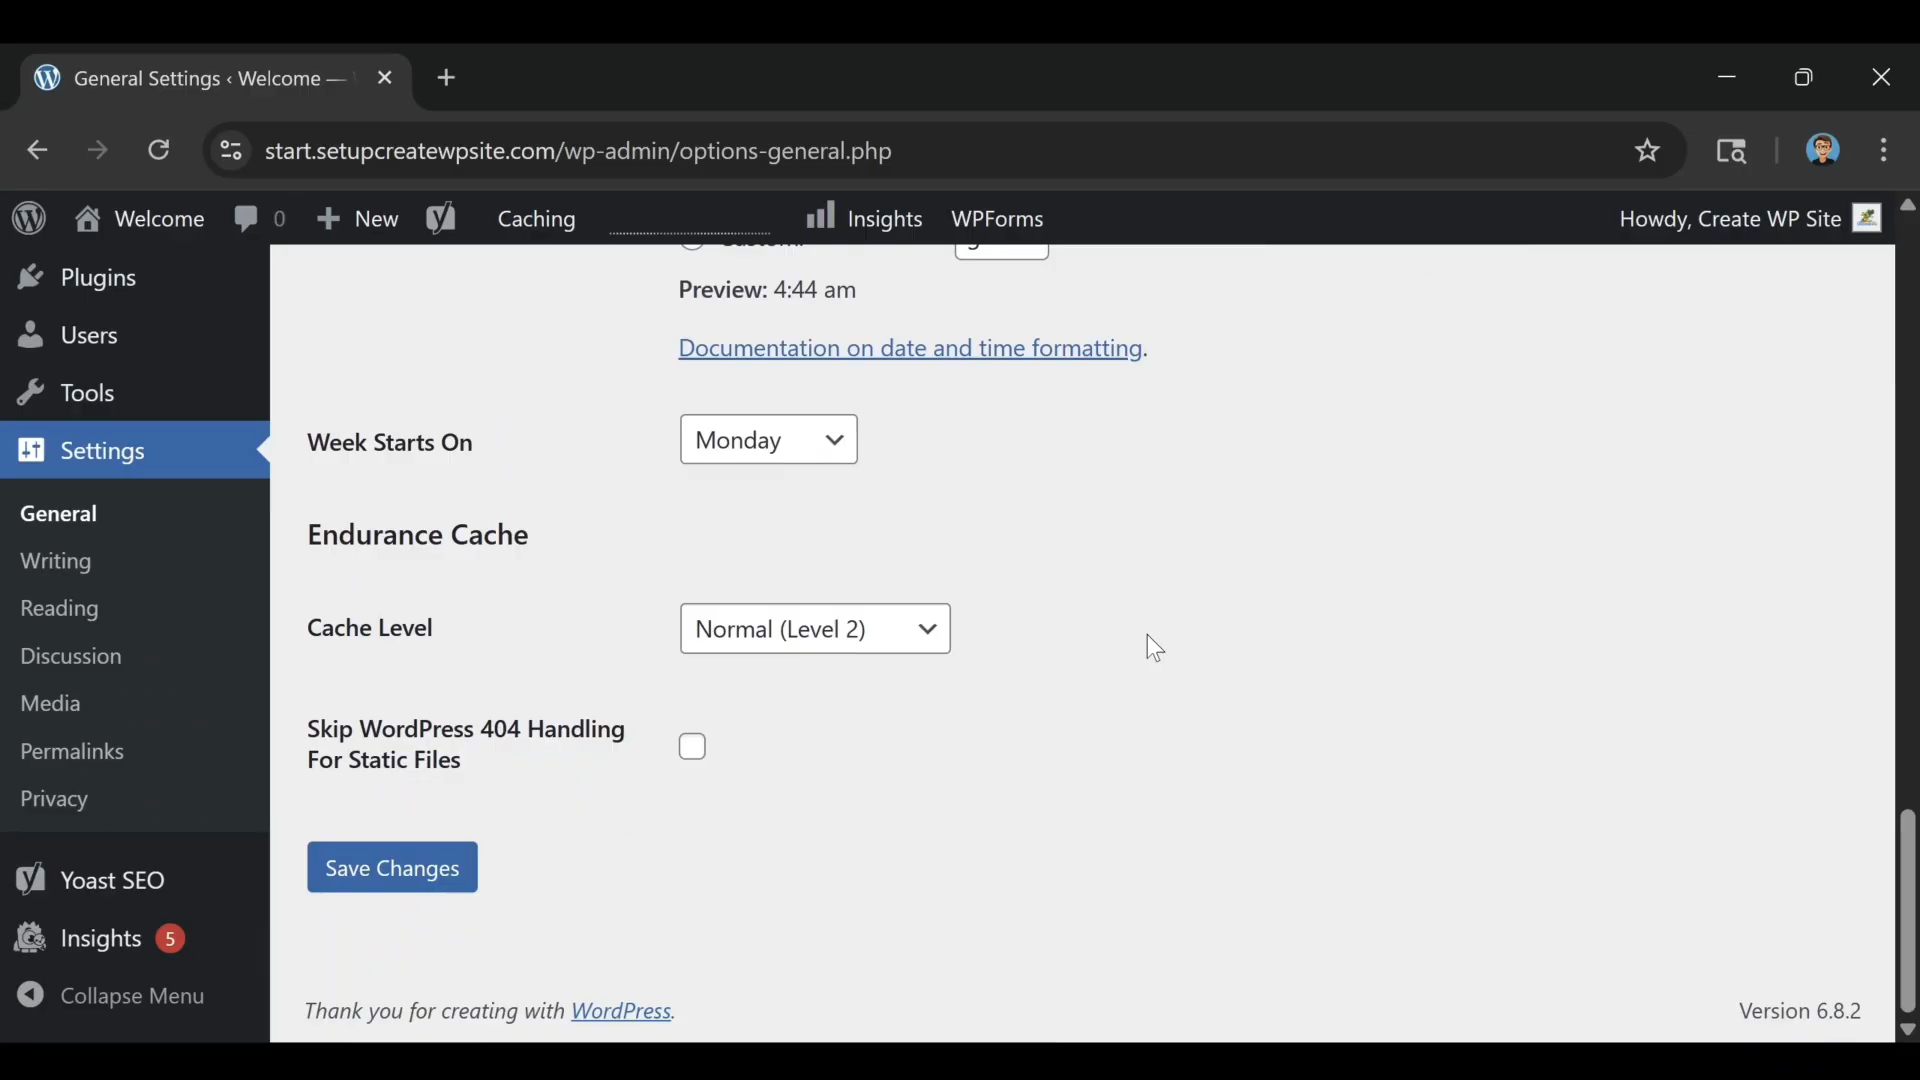 General Settings ‹ Welcome —
start.setupcreatewpsite.com/wp-admin/options-general.php
Welcome 0 New Caching Insights WPForms Howdy, Create WP Site
Plugins
Users
Tools
Settings
General
Writing
Reading
Discussion
Media
Permalinks
Privacy
Yoast SEO
Insights 5
Collapse Menu
Preview: 4:44 am
Documentation on date and time formatting.
Week Starts On Monday
Endurance Cache
Cache Level Normal (Level 2)
Skip WordPress 404 Handling
For Static Files
Save Changes
Thank you for creating with WordPress. Version 6.8.2